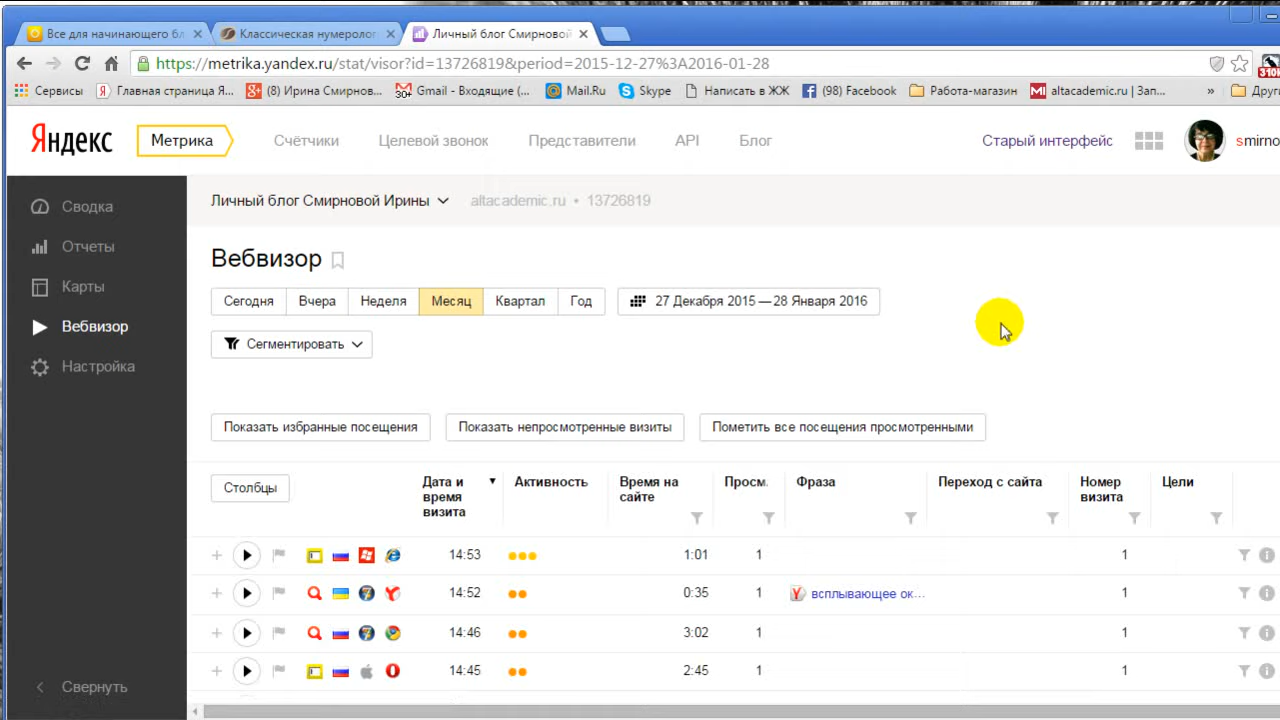 Все для начинающего бл
Классическая нумеролог
Личный блог Смирновой
https://metrika.yandex.ru/stat/visor?id=13726819&period=2015-12-27%3A2016-01-28
310
Сервисы
Главная страница Я...
(8) Ирина Смирнов...
30+ Gmail - Входящие (...
Mail.Ru
Skype
Написать в ЖЖ
(98) Facebook
Работа-магазин
altacademic.ru | Зап...
»
Друг
Яндекс
Метрика
Счётчики
Целевой звонок
Представители
API
Блог
Старый интерфейс
smirno
Сводка
Отчеты
Карты
Вебвизор
Настройка
Свернуть
Личный блог Смирновой Ирины
altacademic.ru • 13726819
Вебвизор
Сегодня Вчера Неделя Месяц Квартал Год
27 Декабря 2015 — 28 Января 2016
Сегментировать
Показать избранные посещения
Показать непросмотренные визиты
Пометить все посещения просмотренными
Столбцы
Дата и время визита
Активность
Время на сайте
Просм.
Фраза
Переход с сайта
Номер визита
Цели
14:53 1:01 1 1
14:52 0:35 1 всплывающее ок... 1
14:46 3:02 1 1
14:45 2:45 1 1